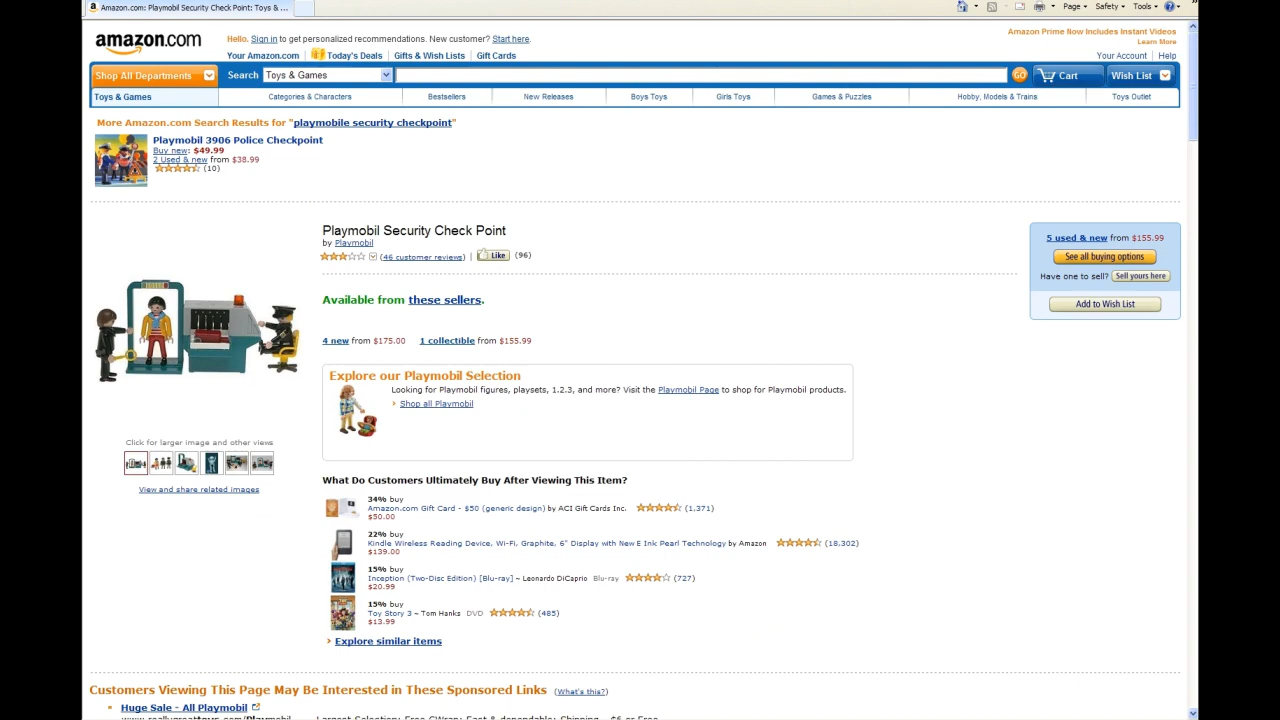 Amazon.com: Playmobil Security Check Point: Toys & ...
Page
Safety
Tools
amazon.com
Hello. Sign in to get personalized recommendations. New customer? Start here.
Amazon Prime Now Includes Instant Videos
Learn More
Your Amazon.com
Today's Deals
Gifts & Wish Lists
Gift Cards
Your Account
Help
Shop All Departments
Search
Toys & Games
GO
Cart
Wish List
Toys & Games
Categories & Characters
Bestsellers
New Releases
Boys Toys
Girls Toys
Games & Puzzles
Hobby, Models & Trains
Toys Outlet
More Amazon.com Search Results for "playmobile security checkpoint"
Playmobil 3906 Police Checkpoint
Buy new: $49.99
2 Used & new from $38.99
(10)
Playmobil Security Check Point
by Playmobil
(46 customer reviews) | Like (96)
5 used & new from $155.99
See all buying options
Have one to sell? Sell yours here
Add to Wish List
Available from these sellers.
4 new from $175.00 1 collectible from $155.99
Explore our Playmobil Selection
Looking for Playmobil figures, playsets, 1.2.3, and more? Visit the Playmobil Page to shop for Playmobil products.
Shop all Playmobil
Click for larger image and other views
View and share related images
What Do Customers Ultimately Buy After Viewing This Item?
34% buy
Amazon.com Gift Card - $50 (generic design) by ACI Gift Cards Inc. (1,371)
$50.00
22% buy
Kindle Wireless Reading Device, Wi-Fi, Graphite, 6" Display with New E Ink Pearl Technology by Amazon (18,302)
$139.00
15% buy
Inception (Two-Disc Edition) [Blu-ray] ~ Leonardo DiCaprio Blu-ray (727)
$20.99
15% buy
Toy Story 3 ~ Tom Hanks DVD (485)
$13.99
Explore similar items
Customers Viewing This Page May Be Interested in These Sponsored Links (What's this?)
Huge Sale - All Playmobil